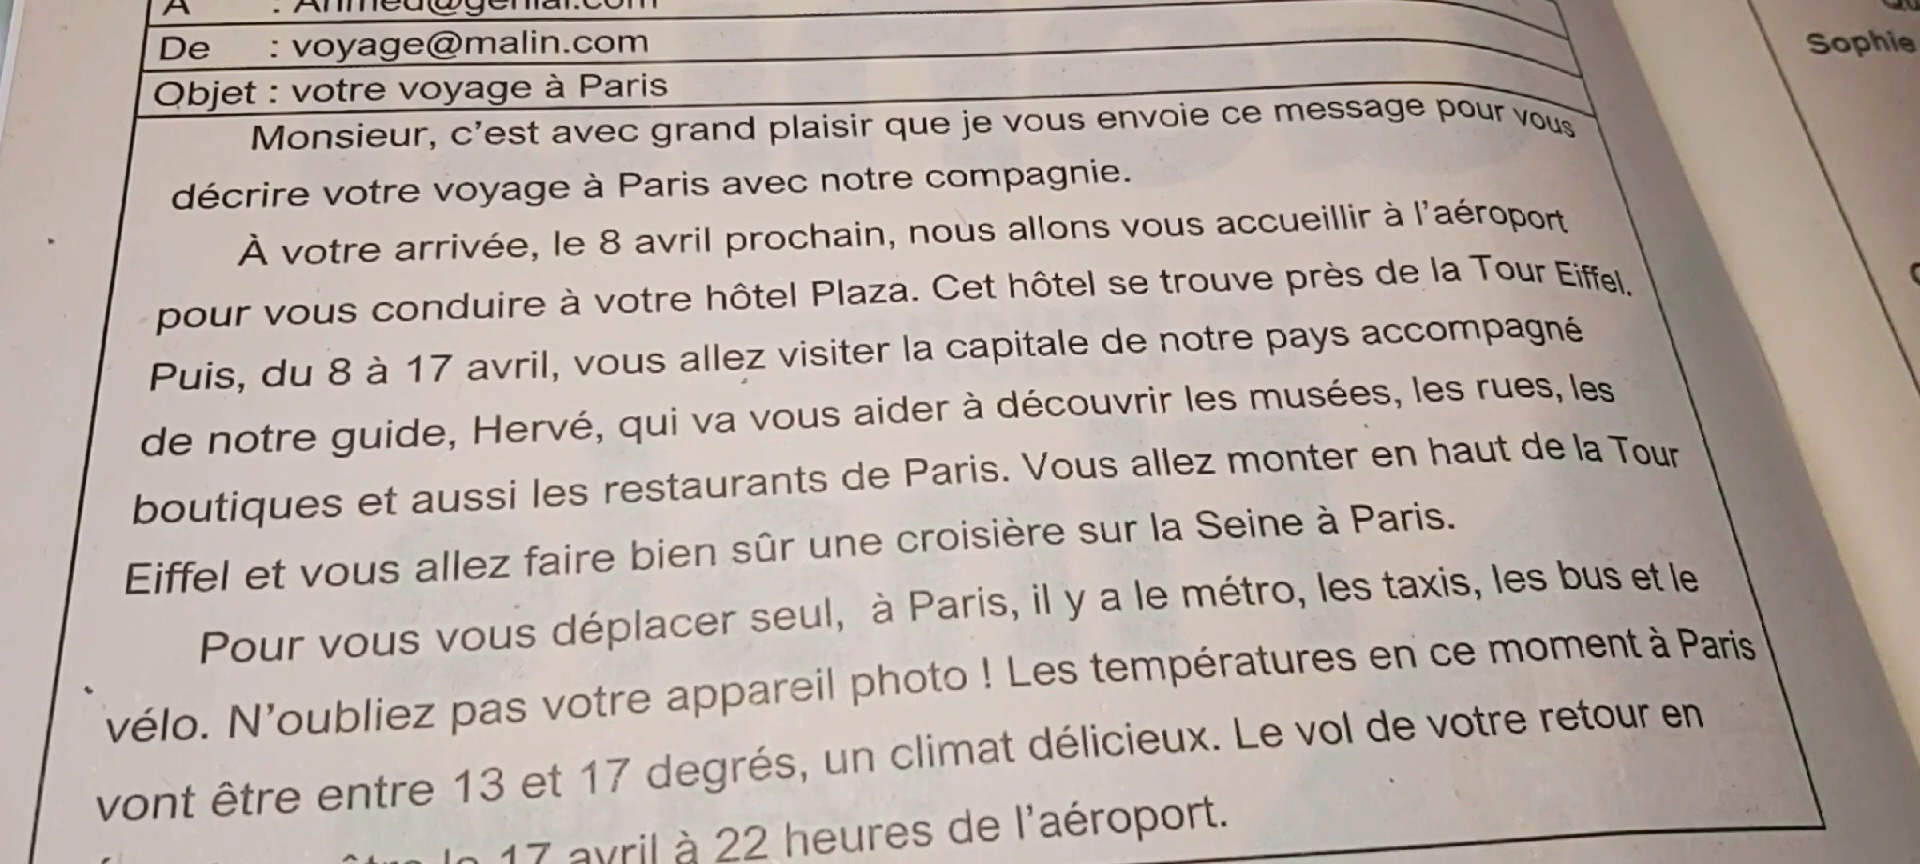 À : Ahmed@genial.com
De : voyage@malin.com
Objet : votre voyage à Paris
Monsieur, c'est avec grand plaisir que je vous envoie ce message pour vous
décrire votre voyage à Paris avec notre compagnie.
À votre arrivée, le 8 avril prochain, nous allons vous accueillir à l'aéroport
pour vous conduire à votre hôtel Plaza. Cet hôtel se trouve près de la Tour Eiffel.
Puis, du 8 à 17 avril, vous allez visiter la capitale de notre pays accompagné
de notre guide, Hervé, qui va vous aider à découvrir les musées, les rues, les
boutiques et aussi les restaurants de Paris. Vous allez monter en haut de la Tour
Eiffel et vous allez faire bien sûr une croisière sur la Seine à Paris.
Pour vous vous déplacer seul, à Paris, il y a le métro, les taxis, les bus et le
vélo. N'oubliez pas votre appareil photo ! Les températures en ce moment à Paris
vont être entre 13 et 17 degrés, un climat délicieux. Le vol de votre retour en
le 17 avril à 22 heures de l'aéroport.
Sophie